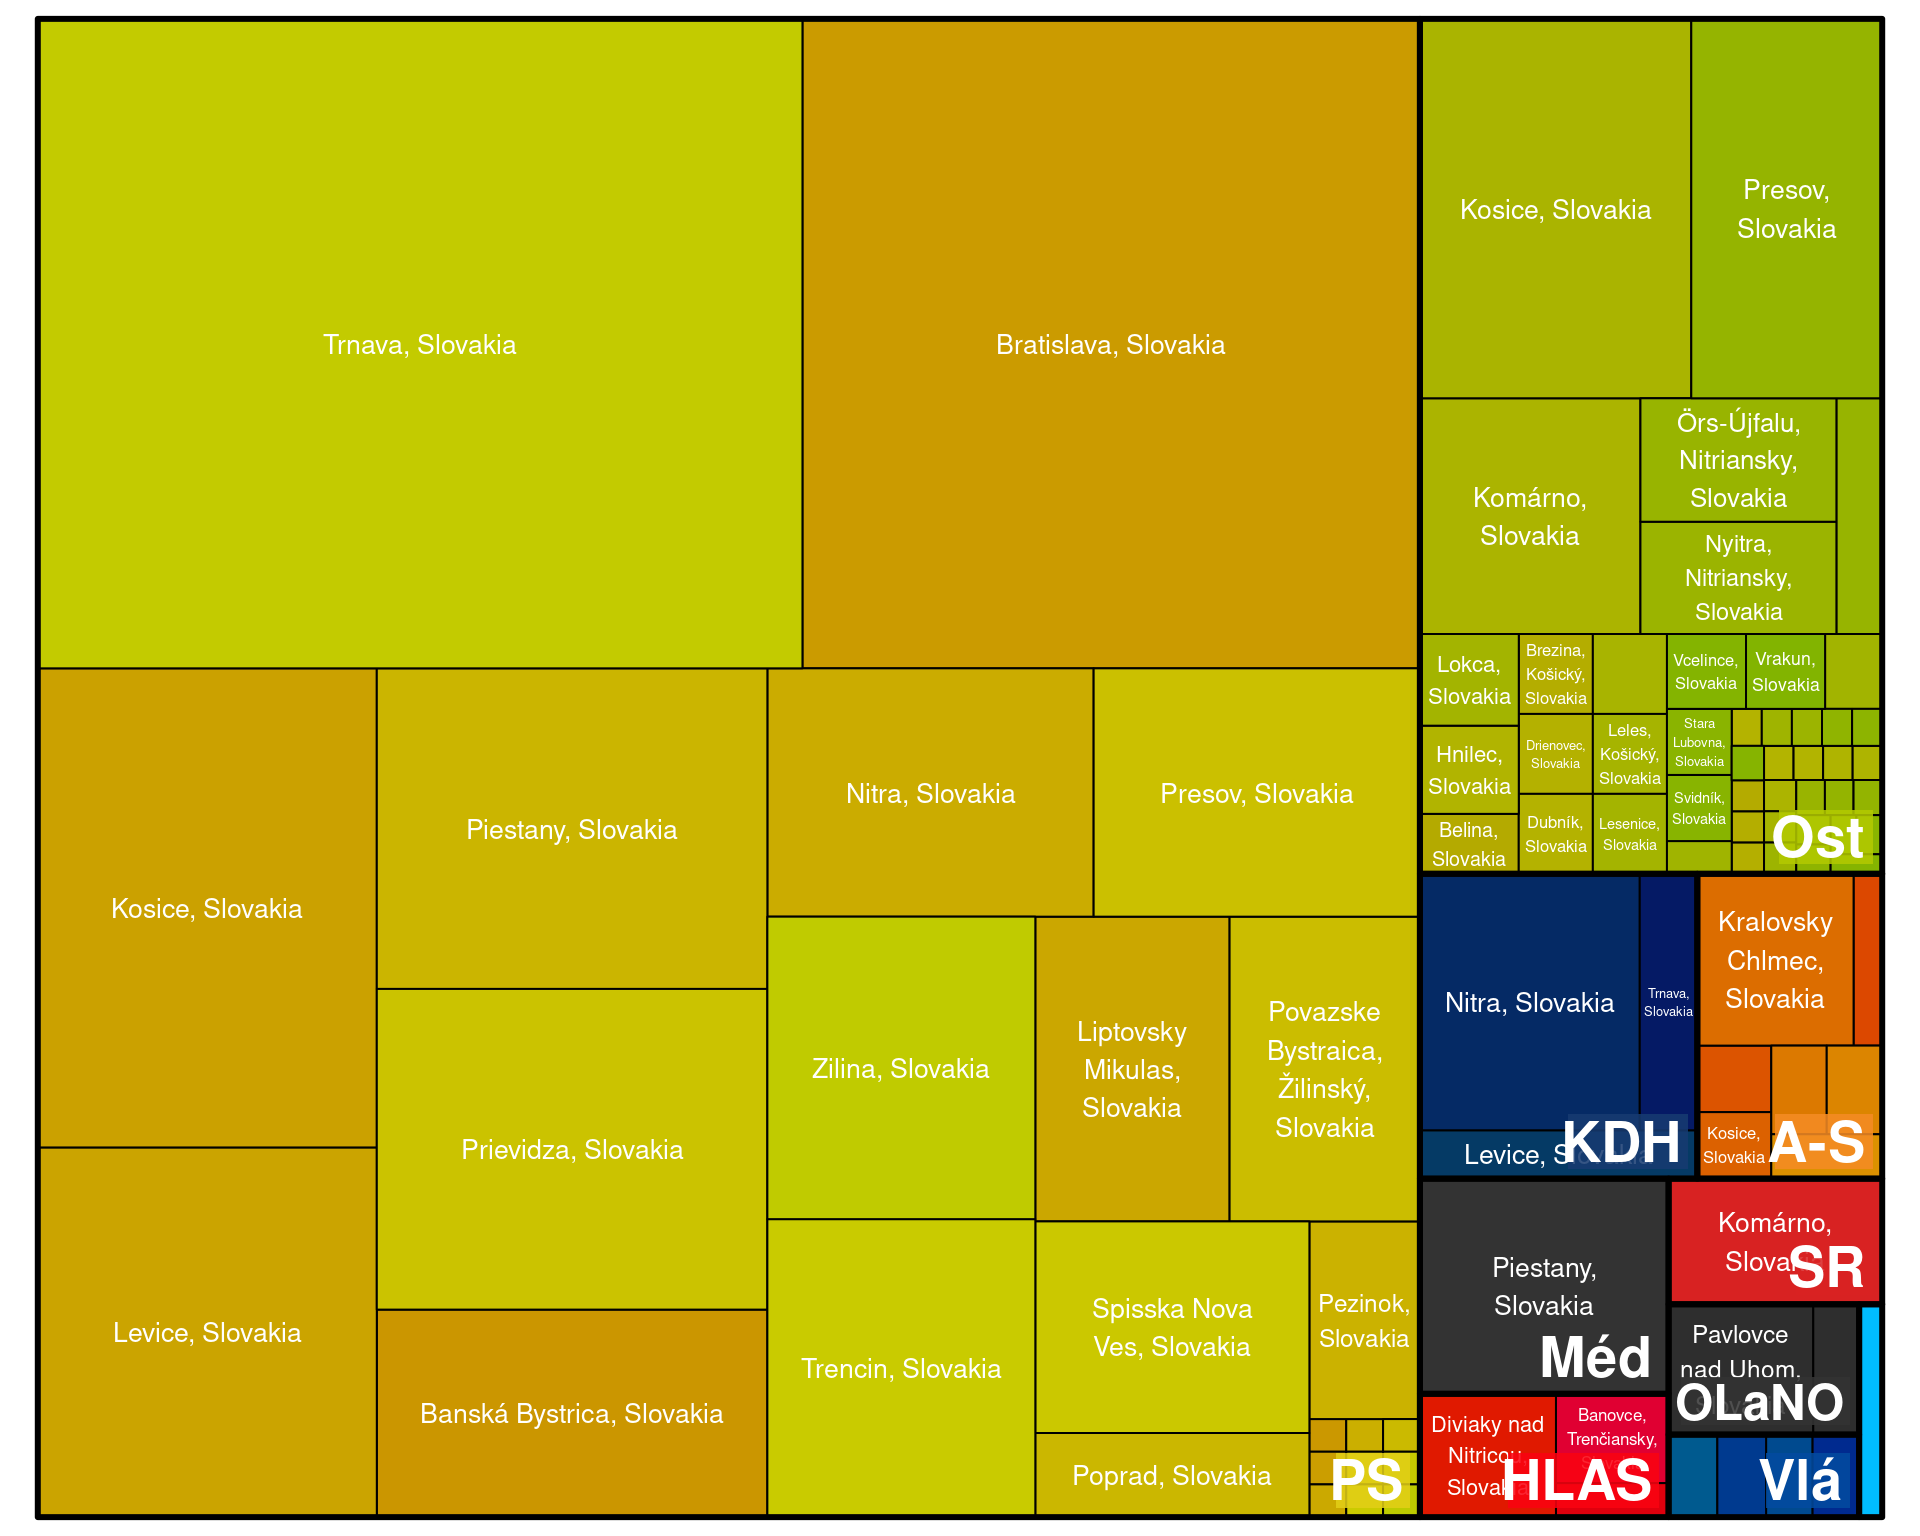 Trnava, Slovakia
Bratislava, Slovakia
Kosice, Slovakia
Levice, Slovakia
Piestany, Slovakia
Prievidza, Slovakia
Banská Bystrica, Slovakia
Nitra, Slovakia
Presov, Slovakia
Zilina, Slovakia
Trencin, Slovakia
Liptovsky
Mikulas,
Slovakia
Povazske
Bystraica,
Žilinský,
Slovakia
Spisska Nova
Ves, Slovakia
Poprad, Slovakia
Pezinok,
Slovakia
PS
Kosice, Slovakia
Presov,
Slovakia
Komárno,
Slovakia
Örs-Újfalu,
Nitriansky,
Slovakia
Nyitra,
Nitriansky,
Slovakia
Lokca,
Slovakia
Hnilec,
Slovakia
Belina,
Slovakia
Brezina,
Košický,
Slovakia
Drienovec,
Slovakia
Dubník,
Slovakia
Leles,
Košický,
Slovakia
Lesenice,
Slovakia
Vcelince,
Slovakia
Vrakun,
Slovakia
Stara
Lubovna,
Slovakia
Svidník,
Slovakia
Ost
Nitra, Slovakia
Trnava,
Slovakia
Levice,
KDH
Kralovsky
Chlmec,
Slovakia
Kosice,
Slovakia
A-S
Piestany,
Slovakia
Méd
Komárno,
SR
Diviaky nad
Nitricou,
Slovakia
Banovce,
Trenčiansky,
HLAS
Pavlovce
nad Uhom,
OLaNO
Vlá